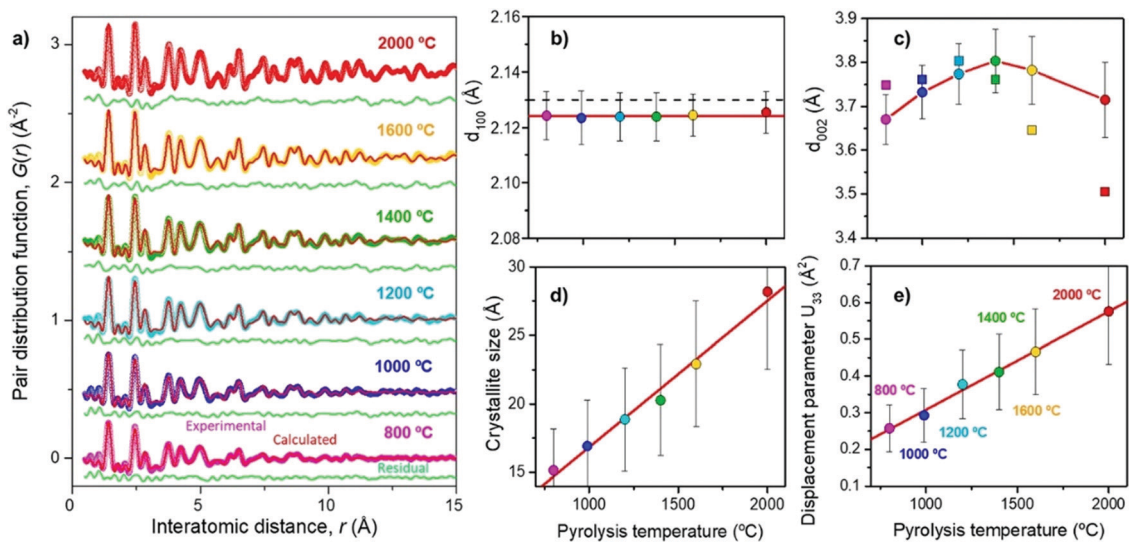 a)
Pair distribution function, G(r) (Å⁻²)
3
2
1
0
2000 ºC
1600 ºC
1400 ºC
1200 ºC
1000 ºC
Experimental
800 ºC
Calculated
Residual
0 5 10 15
Interatomic distance, r (Å)
b)
d₁₀₀ (Å)
2.16
2.14
2.12
2.10
2.08
c)
d₀₀₂ (Å)
3.9
3.8
3.7
3.6
3.5
3.4
d)
Crystallite size (Å)
30
25
20
15
1000 1500 2000
Pyrolysis temperature (ºC)
e)
Displacement parameter U₃₃ (Å²)
0.7
0.6
0.5
0.4
0.3
0.2
0.1
2000 ºC
1400 ºC
800 ºC
1600 ºC
1200 ºC
1000 ºC
1000 1500 2000
Pyrolysis temperature (ºC)